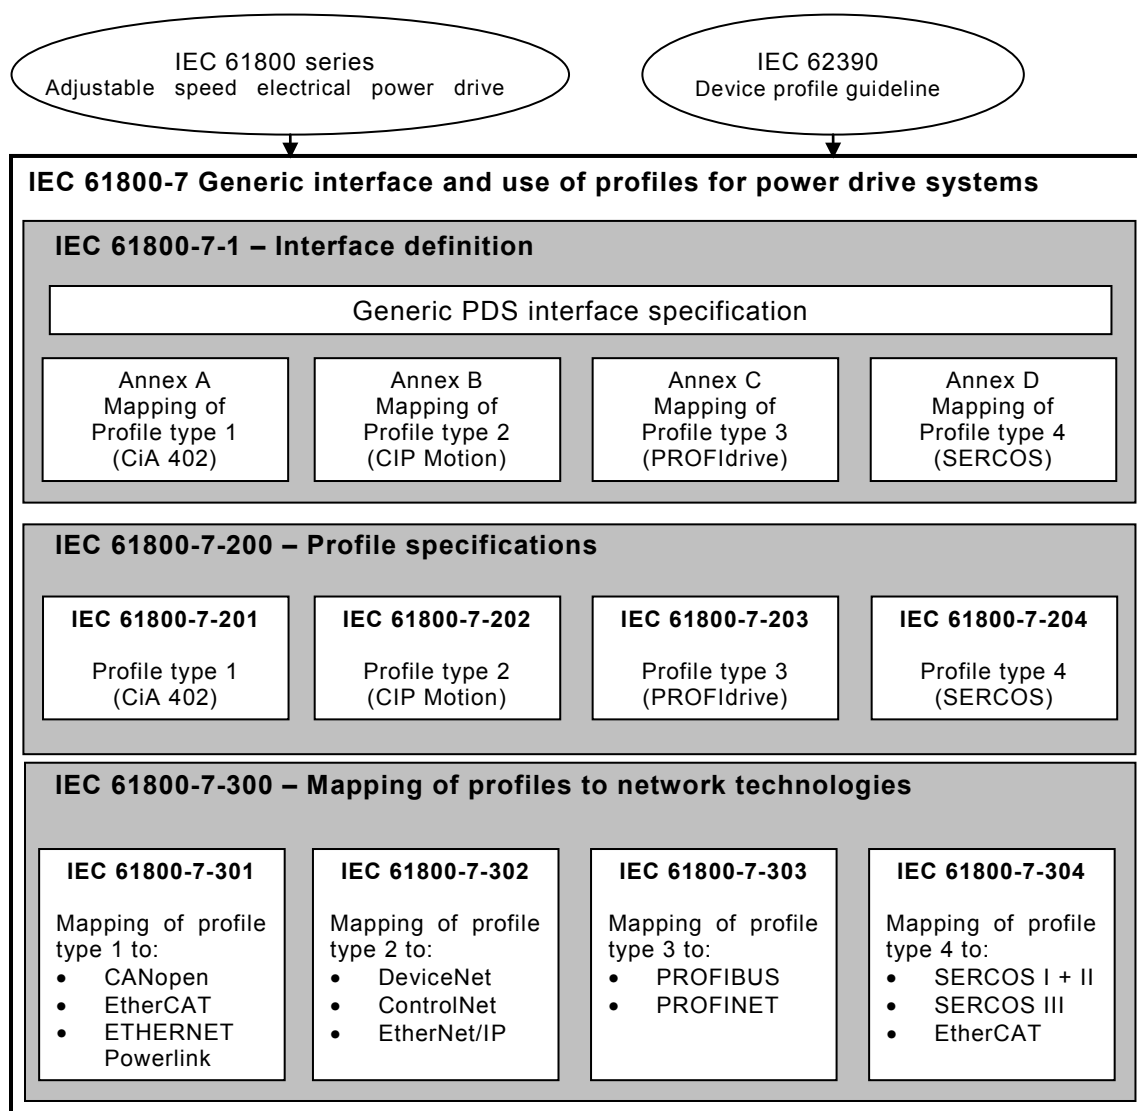 IEC 61800 series
Adjustable speed electrical power drive
IEC 62390
Device profile guideline
IEC 61800-7 Generic interface and use of profiles for power drive systems
IEC 61800-7-1 – Interface definition
Generic PDS interface specification
Annex A
Mapping of
Profile type 1
(CiA 402)
Annex B
Mapping of
Profile type 2
(CIP Motion)
Annex C
Mapping of
Profile type 3
(PROFIdrive)
Annex D
Mapping of
Profile type 4
(SERCOS)
IEC 61800-7-200 – Profile specifications
IEC 61800-7-201
Profile type 1
(CiA 402)
IEC 61800-7-202
Profile type 2
(CIP Motion)
IEC 61800-7-203
Profile type 3
(PROFIdrive)
IEC 61800-7-204
Profile type 4
(SERCOS)
IEC 61800-7-300 – Mapping of profiles to network technologies
IEC 61800-7-301
Mapping of profile
type 1 to:
• CANopen
• EtherCAT
• ETHERNET
Powerlink
IEC 61800-7-302
Mapping of profile
type 2 to:
• DeviceNet
• ControlNet
• EtherNet/IP
IEC 61800-7-303
Mapping of profile
type 3 to:
• PROFIBUS
• PROFINET
IEC 61800-7-304
Mapping of profile
type 4 to:
• SERCOS I + II
• SERCOS III
• EtherCAT